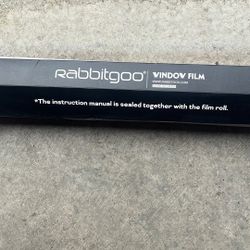 Rabbitgoo® WINDOW FILM
*The instruction manual is sealed together with the film roll.